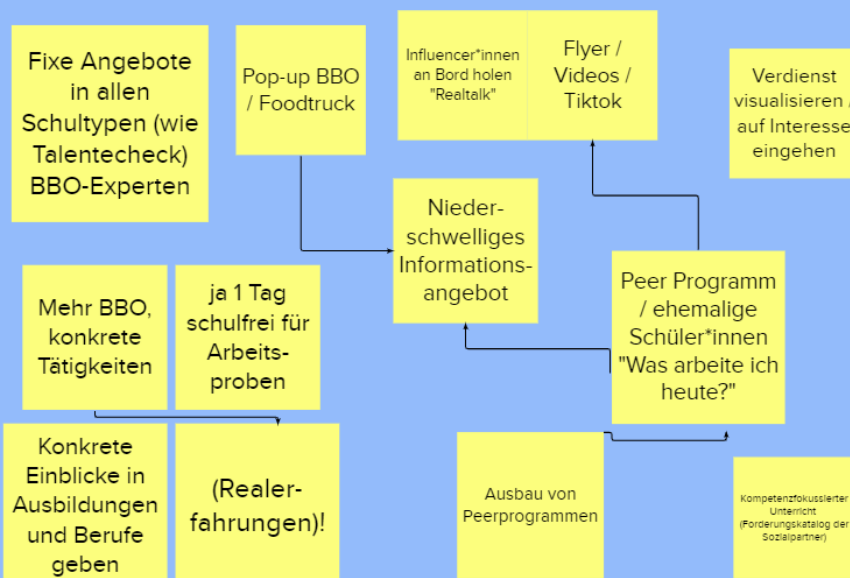 Fixe Angebote
in allen
Schultypen (wie
Talentecheck)
BBO-Experten
Pop-up BBO
/ Foodtruck
Influencer*innen
an Bord holen
"Realtalk"
Flyer /
Videos /
Tiktok
Verdienst
visualisieren /
auf Interesse
eingehen
Nieder-
schwelliges
Informations-
angebot
Mehr BBO,
konkrete
Tätigkeiten
ja 1 Tag
schulfrei für
Arbeits-
proben
Peer Programm
/ ehemalige
Schüler*innen
"Was arbeite ich
heute?"
Konkrete
Einblicke in
Ausbildungen
und Berufe
geben
(Realer-
fahrungen)!
Ausbau von
Peerprogrammen
Kompetenzfokussierter
Unterricht
(Forderungskatalog der
Sozialpartner)